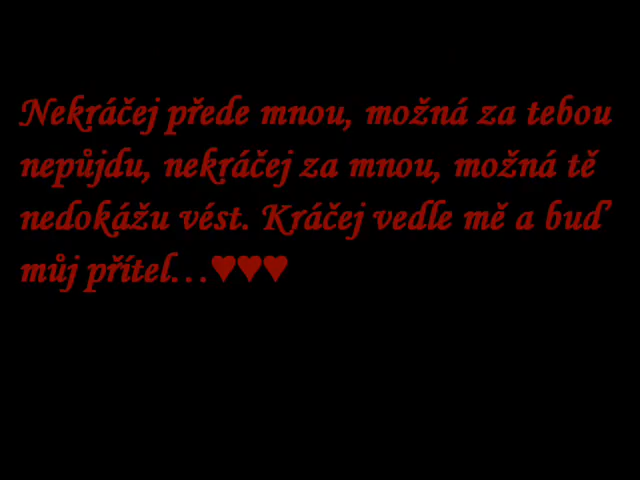 Nekráčej přede mnou, možná za tebou
nepůjdu, nekráčej za mnou, možná tě
nedokážu vést. Kráčej vedle mě a buď
můj přítel…♥♥♥